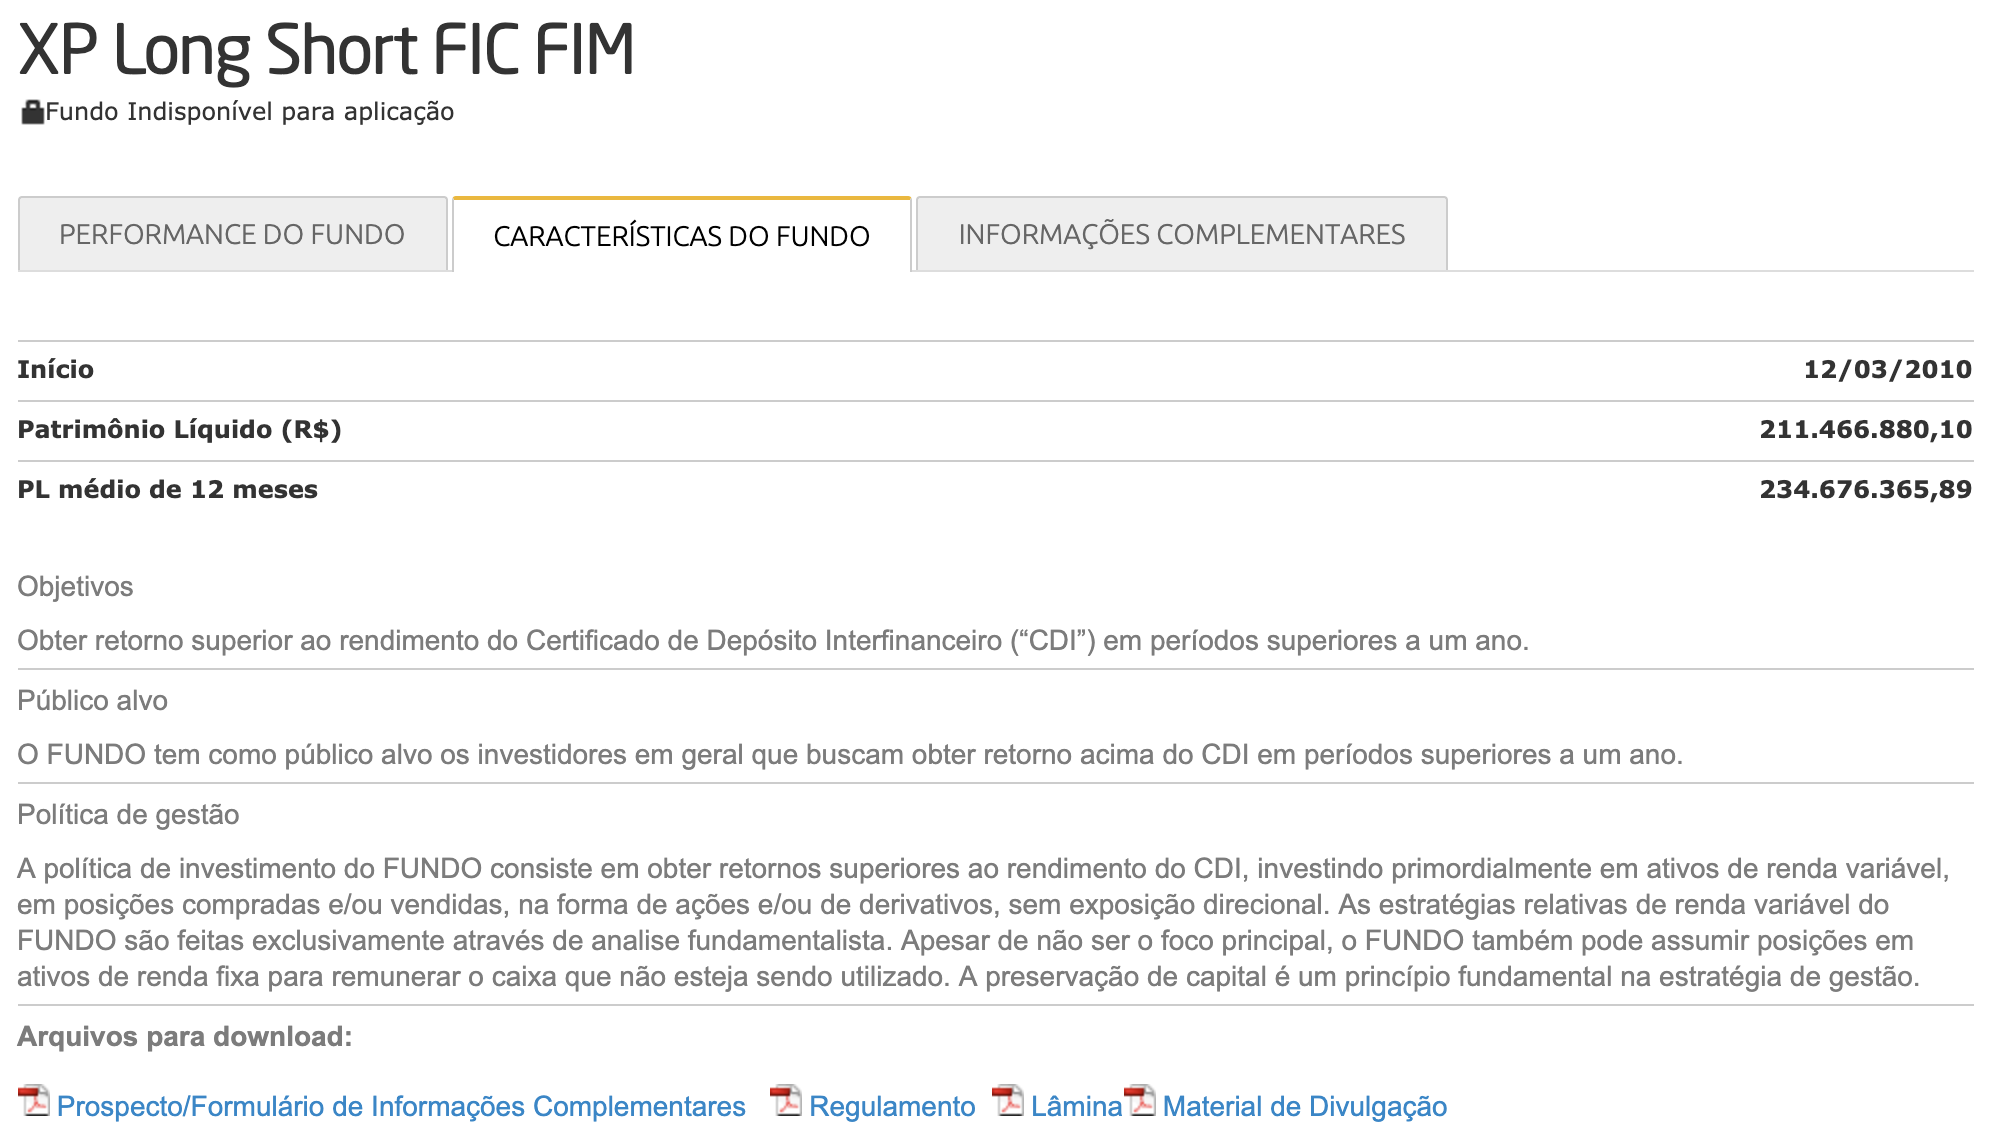 XP Long Short FIC FIM
Fundo Indisponível para aplicação
PERFORMANCE DO FUNDO
CARACTERÍSTICAS DO FUNDO
INFORMAÇÕES COMPLEMENTARES
Início 12/03/2010
Patrimônio Líquido (R$) 211.466.880,10
PL médio de 12 meses 234.676.365,89
Objetivos
Obter retorno superior ao rendimento do Certificado de Depósito Interfinanceiro (“CDI”) em períodos superiores a um ano.
Público alvo
O FUNDO tem como público alvo os investidores em geral que buscam obter retorno acima do CDI em períodos superiores a um ano.
Política de gestão
A política de investimento do FUNDO consiste em obter retornos superiores ao rendimento do CDI, investindo primordialmente em ativos de renda variável,
em posições compradas e/ou vendidas, na forma de ações e/ou de derivativos, sem exposição direcional. As estratégias relativas de renda variável do
FUNDO são feitas exclusivamente através de analise fundamentalista. Apesar de não ser o foco principal, o FUNDO também pode assumir posições em
ativos de renda fixa para remunerar o caixa que não esteja sendo utilizado. A preservação de capital é um princípio fundamental na estratégia de gestão.
Arquivos para download:
Prospecto/Formulário de Informações Complementares Regulamento Lâmina Material de Divulgação